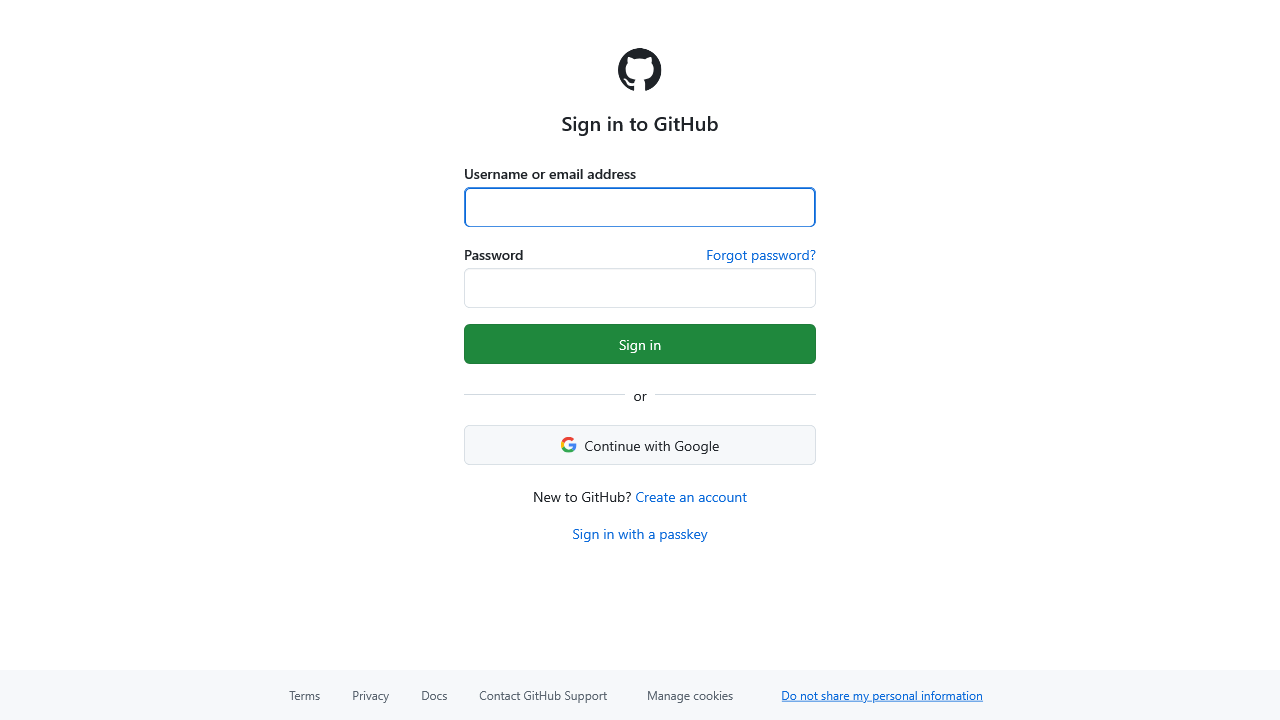 Sign in to GitHub
Username or email address
Password Forgot password?
Sign in
or
Continue with Google
New to GitHub? Create an account
Sign in with a passkey
Terms Privacy Docs Contact GitHub Support Manage cookies Do not share my personal information